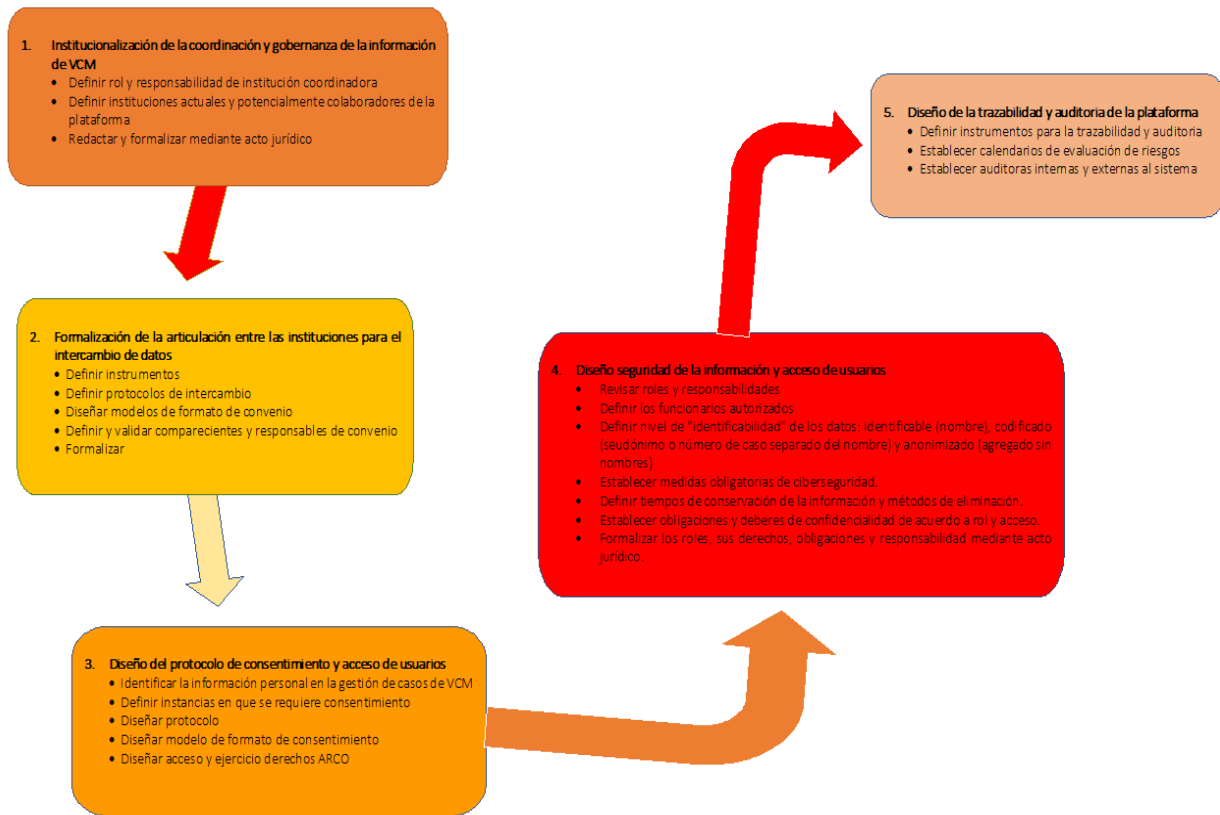 1. Institucionalización de la coordinación y gobernanza de la información
de VCM
• Definir rol y responsabilidad de institución coordinadora
• Definir instituciones actuales y potencialmente colaboradores de la
plataforma
• Redactar y formalizar mediante acto jurídico
2. Formalización de la articulación entre las instituciones para el
intercambio de datos
• Definir instrumentos
• Definir protocolos de intercambio
• Diseñar modelos de formato de convenio
• Definir y validar comparecientes y responsables de convenio
• Formalizar
3. Diseño del protocolo de consentimiento y acceso de usuarios
• Identificar la información personal en la gestión de casos de VCM
• Definir instancias en que se requiere consentimiento
• Diseñar protocolo
• Diseñar modelo de formato de consentimiento
• Diseñar acceso y ejercicio derechos ARCO
4. Diseño seguridad de la información y acceso de usuarios
• Revisar roles y responsabilidades
• Definir los funcionarios autorizados
• Definir nivel de "identificabilidad" de los datos: identificable (nombre), codificado
(seudónimo o número de caso separado del nombre) y anonimizado (agregado sin
nombres)
• Establecer medidas obligatorias de ciberseguridad.
• Definir tiempos de conservación de la información y métodos de eliminación.
• Establecer obligaciones y deberes de confidencialidad de acuerdo a rol y acceso.
• Formalizar los roles, sus derechos, obligaciones y responsabilidad mediante acto
jurídico.
5. Diseño de la trazabilidad y auditoria de la plataforma
• Definir instrumentos para la trazabilidad y auditoria
• Establecer calendarios de evaluación de riesgos
• Establecer auditoras internas y externas al sistema